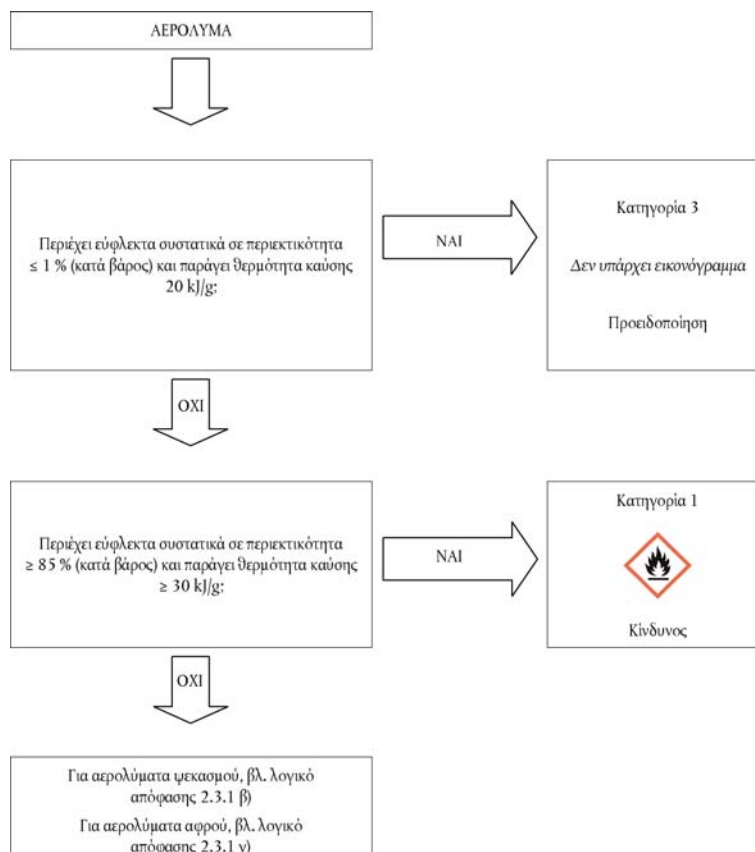 ΑΕΡΟΛΥΜΑ
Περιέχει εύφλεκτα συστατικά σε περιεκτικότητα
≤ 1 % (κατά βάρος) και παράγει θερμότητα καύσης
20 kJ/g:
ΝΑΙ
Κατηγορία 3
Δεν υπάρχει εικονόγραμμα
Προειδοποίηση
ΟΧΙ
Περιέχει εύφλεκτα συστατικά σε περιεκτικότητα
≥ 85 % (κατά βάρος) και παράγει θερμότητα καύσης
≥ 30 kJ/g:
ΝΑΙ
Κατηγορία 1
Κίνδυνος
ΟΧΙ
Για αερολύματα ψεκασμού, βλ. λογικό
απόφασης 2.3.1 β)
Για αερολύματα αφρού, βλ. λογικό
απόφασης 2.3.1 γ)